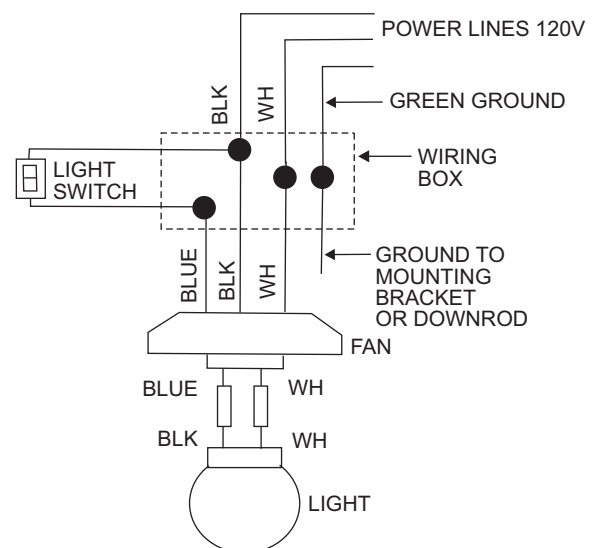 POWER LINES 120V
BLK
WH
GREEN GROUND
WIRING
BOX
LIGHT
SWITCH
BLUE
BLK
WH
GROUND TO
MOUNTING
BRACKET
OR DOWNROD
FAN
BLUE
WH
BLK
WH
LIGHT